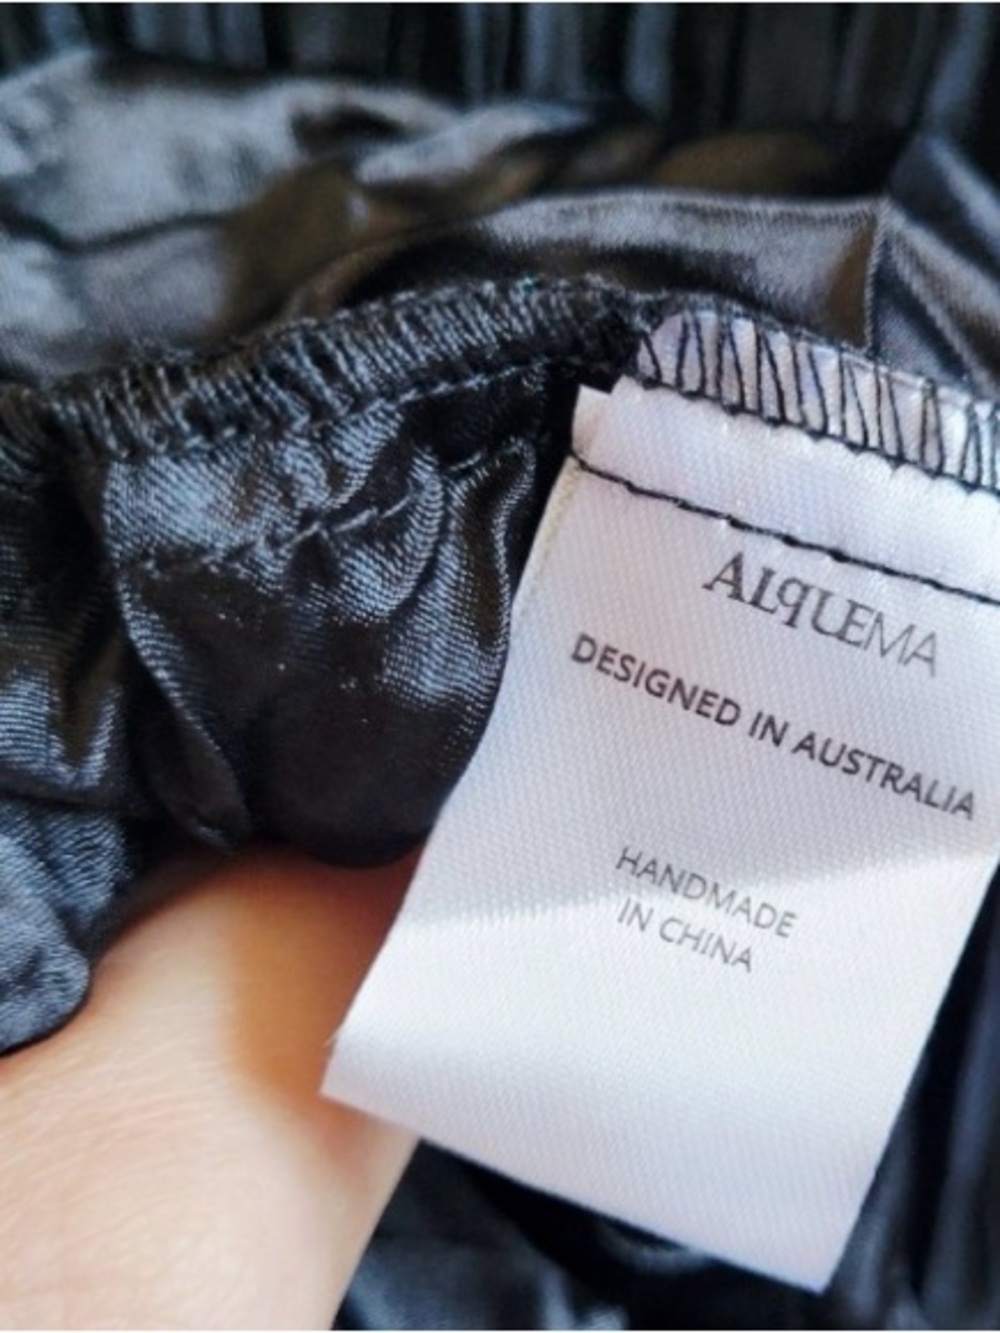 ALQUEMA
DESIGNED IN AUSTRALIA
HANDMADE
IN CHINA